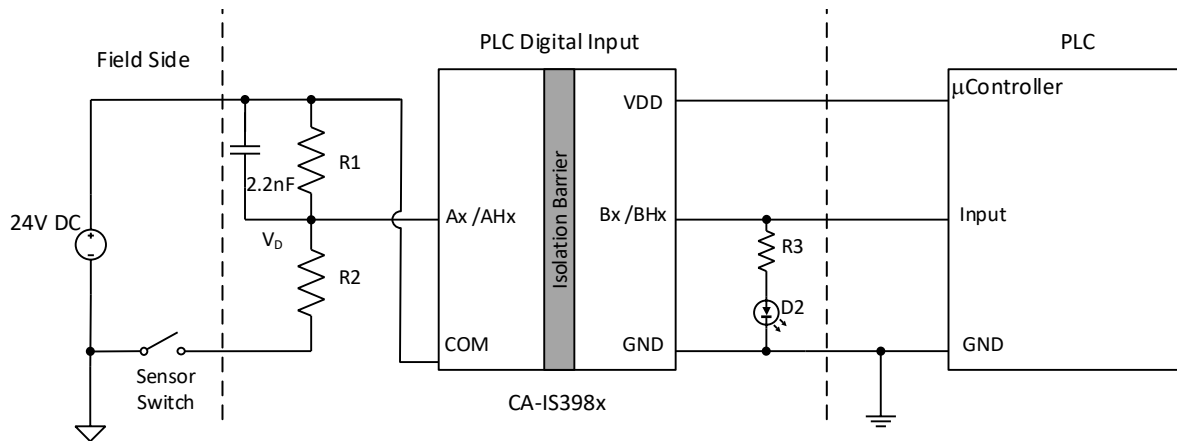 PLC Digital Input
PLC
Field Side
VDD
μController
R1
2.2nF
Ax /AHx
Isolation Barrier
Bx /BHx
Input
24V DC
+
−
VD
R2
R3
D2
COM
GND
GND
Sensor
Switch
CA-IS398x